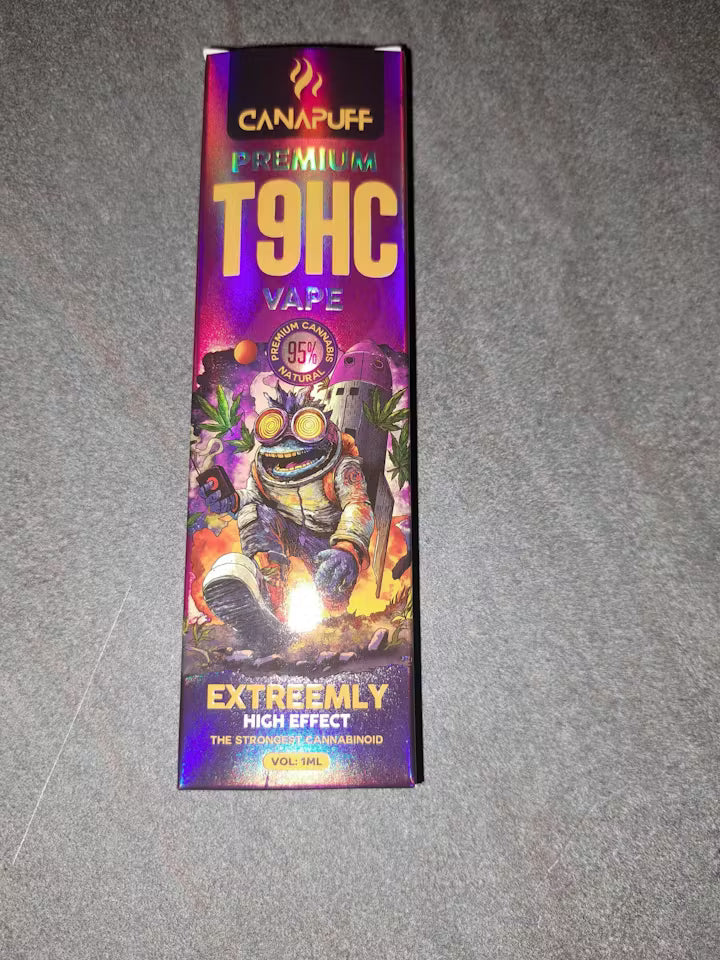 CANAPUFF
PREMIUM
T9HC
VAPE
PREMIUM CANNABIS
95%
NATURAL
EXTREEMLY
HIGH EFFECT
THE STRONGEST CANNABINOID
VOL: 1ML